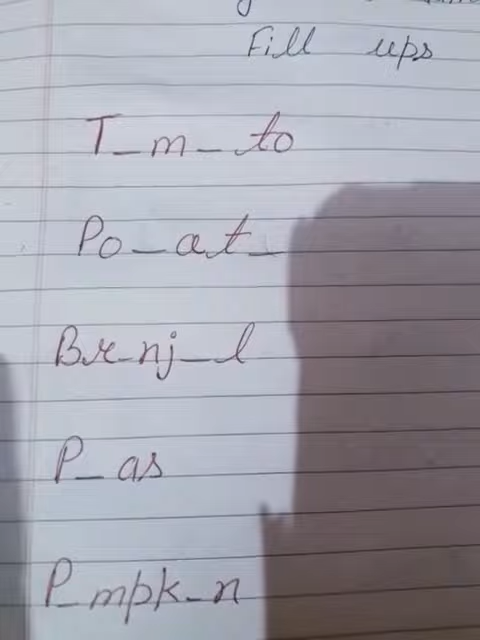 Fill ups
T_m_to
Po_at_
Br_nj_l
P_as
P_mpk_n